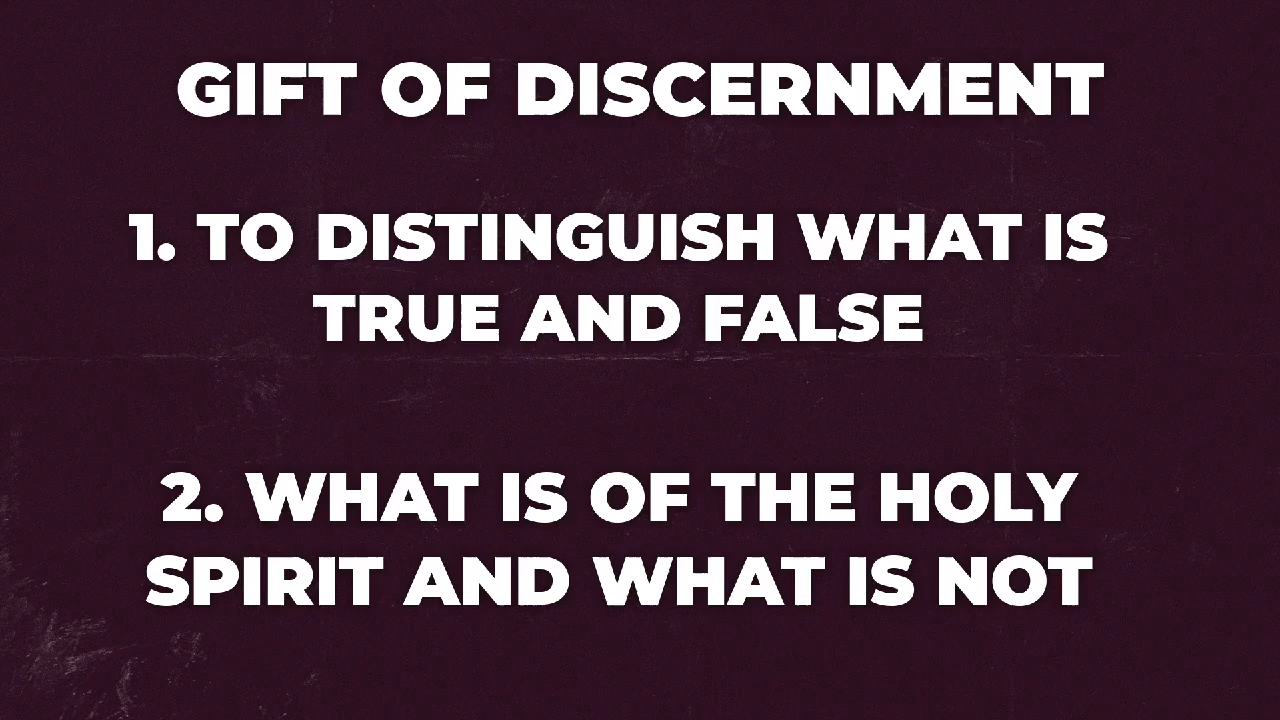 GIFT OF DISCERNMENT
1. TO DISTINGUISH WHAT IS
TRUE AND FALSE
2. WHAT IS OF THE HOLY
SPIRIT AND WHAT IS NOT